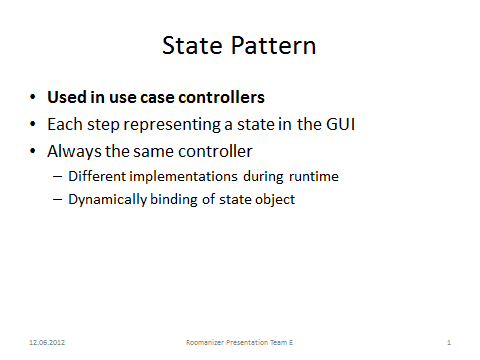 State Pattern
• Used in use case controllers
• Each step representing a state in the GUI
• Always the same controller
– Different implementations during runtime
– Dynamically binding of state object
12.06.2012 Roomanizer Presentation Team E 1